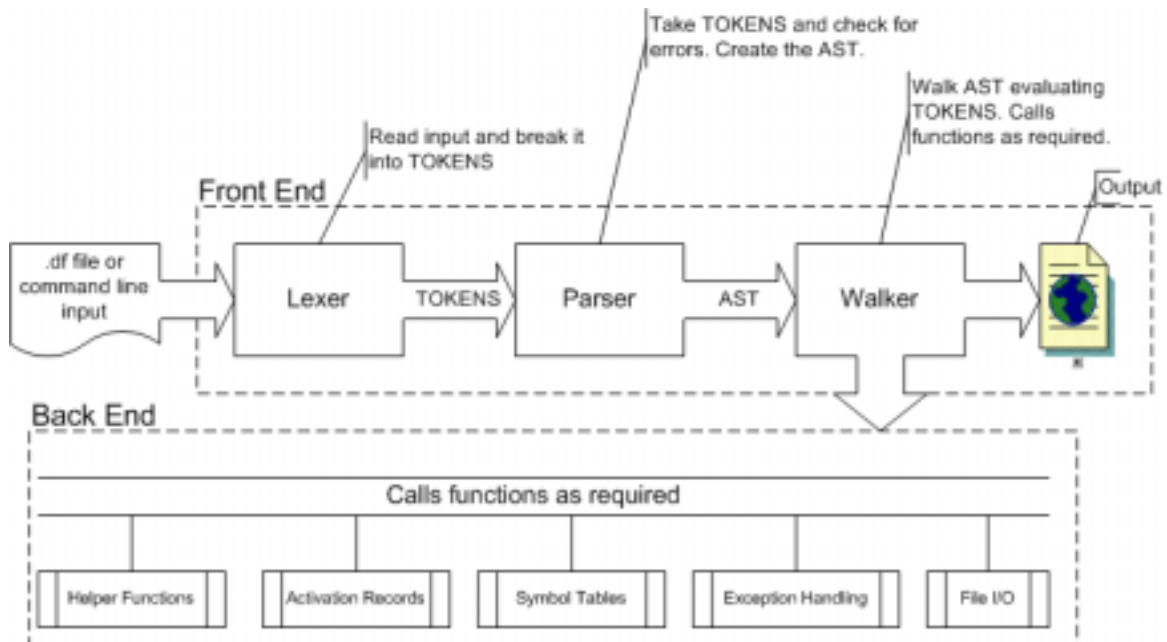 Take TOKENS and check for
errors. Create the AST.
Walk AST evaluating
TOKENS. Calls
functions as required.
Read input and break it
into TOKENS
Output
Front End
.df file or
command line
input
Lexer
TOKENS
Parser
AST
Walker
Back End
Calls functions as required
Helper Functions
Activation Records
Symbol Tables
Exception Handling
File I/O